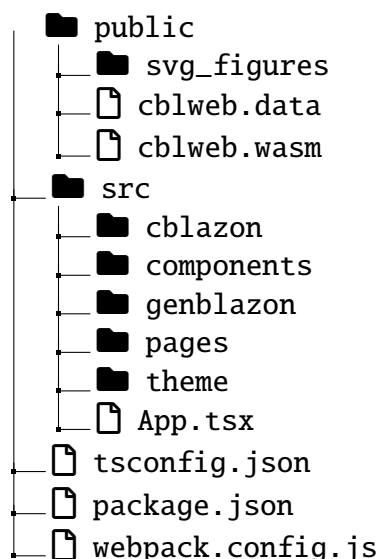 public
svg_figures
cblweb.data
cblweb.wasm
src
cblazon
components
genblazon
pages
theme
App.tsx
tsconfig.json
package.json
webpack.config.js